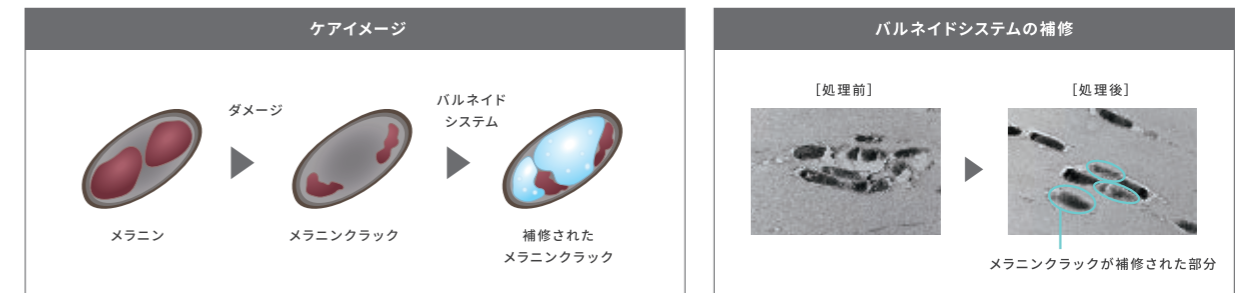 ケアイメージ
ダメージ
バルネイド
システム
メラニン
メラニンクラック
補修された
メラニンクラック
バルネイドシステムの補修
［処理前］
［処理後］
メラニンクラックが補修された部分